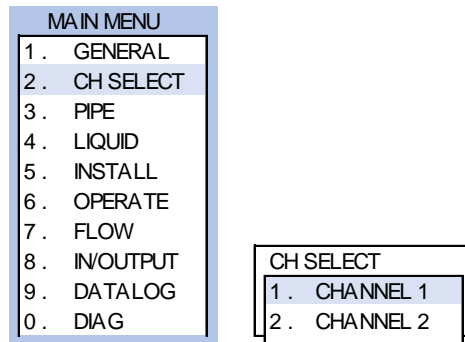 MAIN MENU
1. GENERAL
2. CH SELECT
3. PIPE
4. LIQUID
5. INSTALL
6. OPERATE
7. FLOW
8. IN/OUTPUT
9. DATALOG
0. DIAG
CH SELECT
1. CHANNEL 1
2. CHANNEL 2